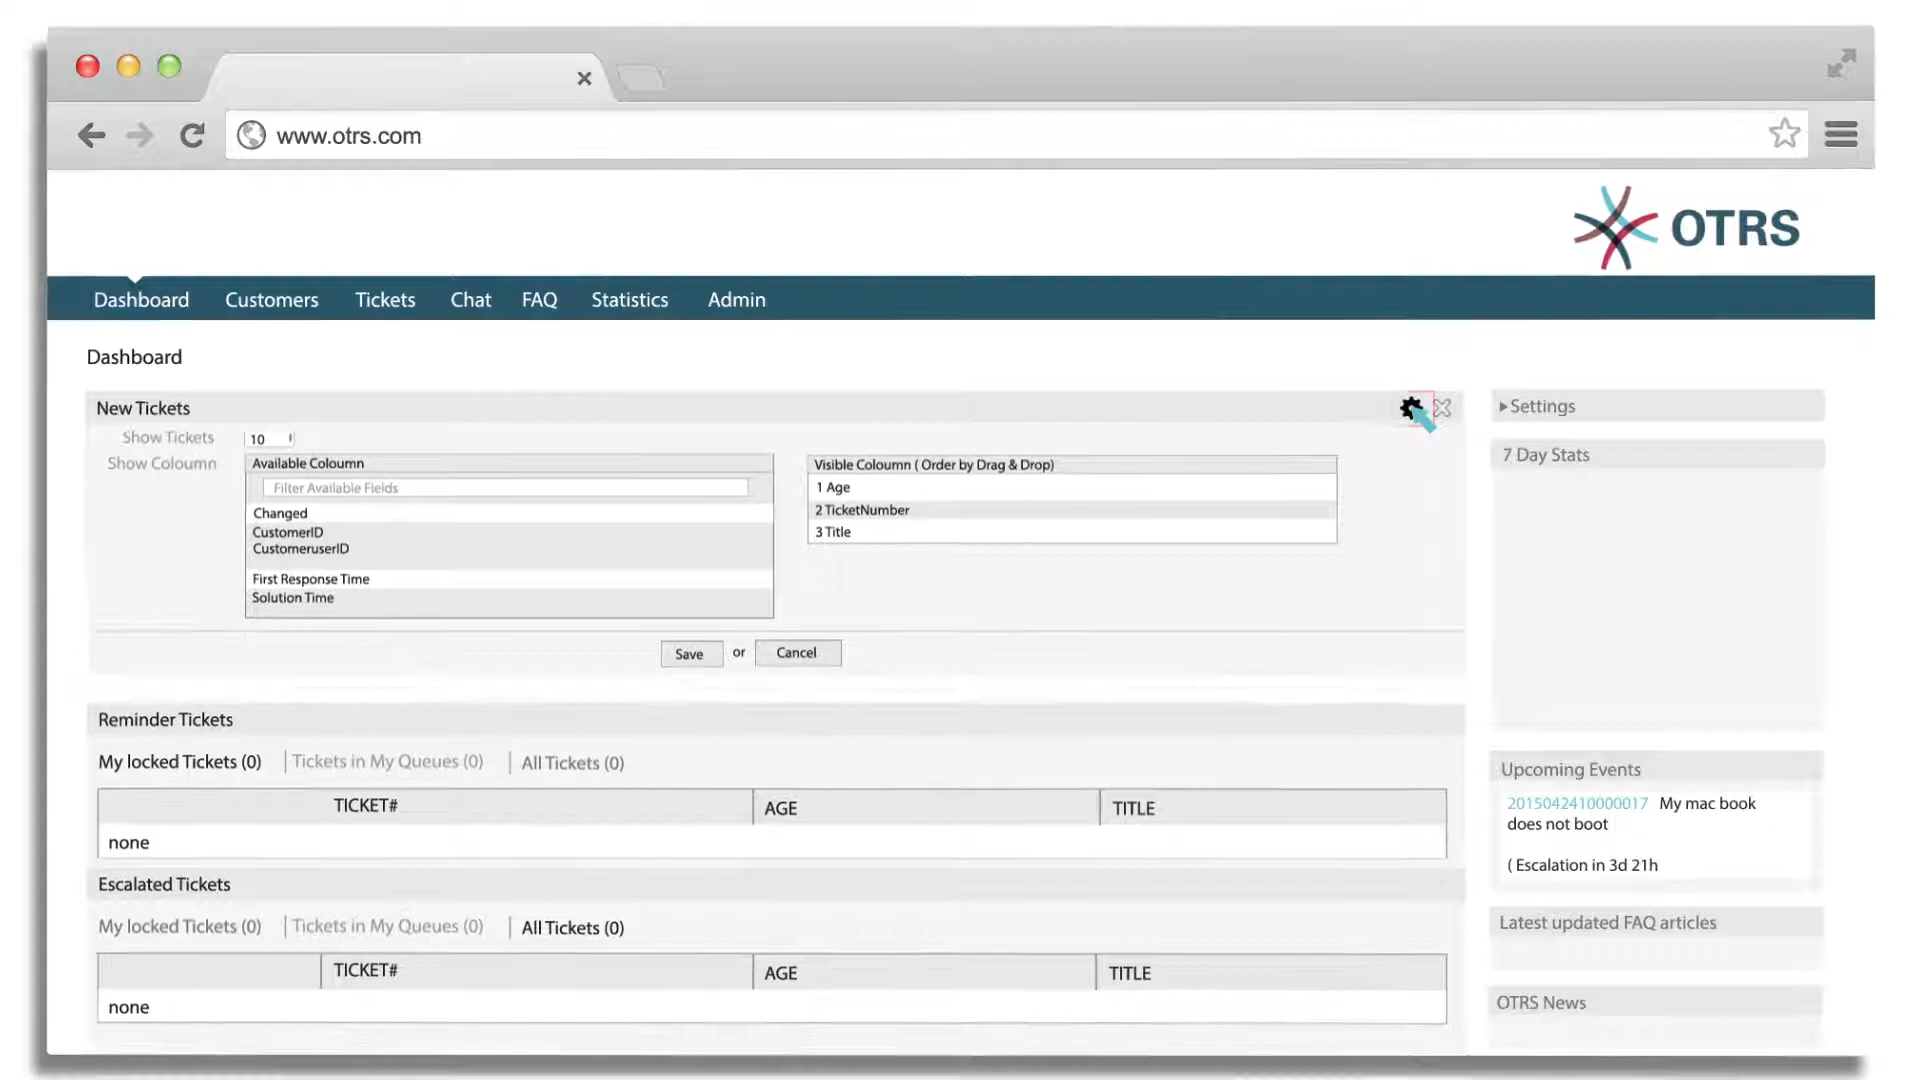 www.otrs.com
OTRS
Dashboard Customers Tickets Chat FAQ Statistics Admin
Dashboard
New Tickets
Show Tickets 10
Show Coloumn
Available Coloumn
Filter Available Fields
Changed
CustomerID
CustomeruserID
First Response Time
Solution Time
Visible Coloumn ( Order by Drag & Drop)
1 Age
2 TicketNumber
3 Title
Save or Cancel
Reminder Tickets
My locked Tickets (0) | Tickets in My Queues (0) | All Tickets (0)
TICKET# AGE TITLE
none
Escalated Tickets
My locked Tickets (0) | Tickets in My Queues (0) | All Tickets (0)
TICKET# AGE TITLE
none
Settings
7 Day Stats
Upcoming Events
2015042410000017 My mac book
does not boot
( Escalation in 3d 21h
Latest updated FAQ articles
OTRS News